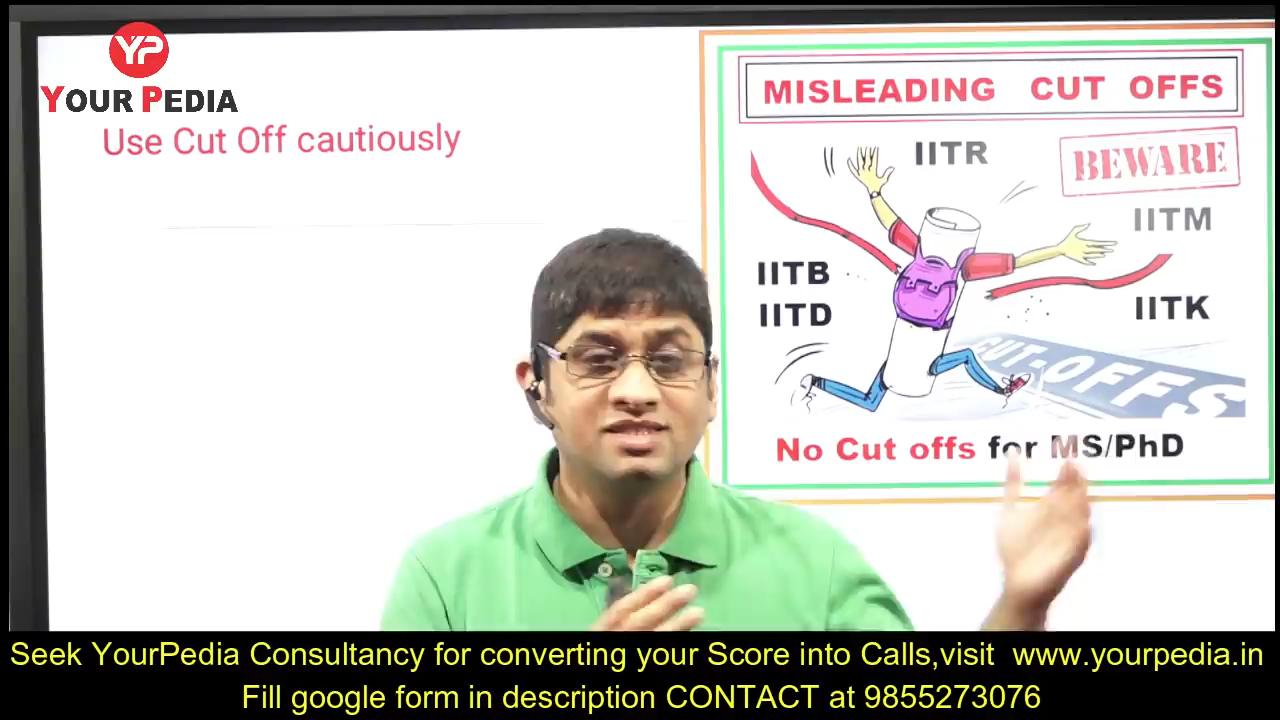 YP
YOUR PEDIA
Use Cut Off cautiously
MISLEADING CUT OFFS
IITR
BEWARE
IITM
IITB
IITD
IITK
CUT-OFFS
No Cut offs for MS/PhD
Seek YourPedia Consultancy for converting your Score into Calls,visit www.yourpedia.in
Fill google form in description CONTACT at 9855273076